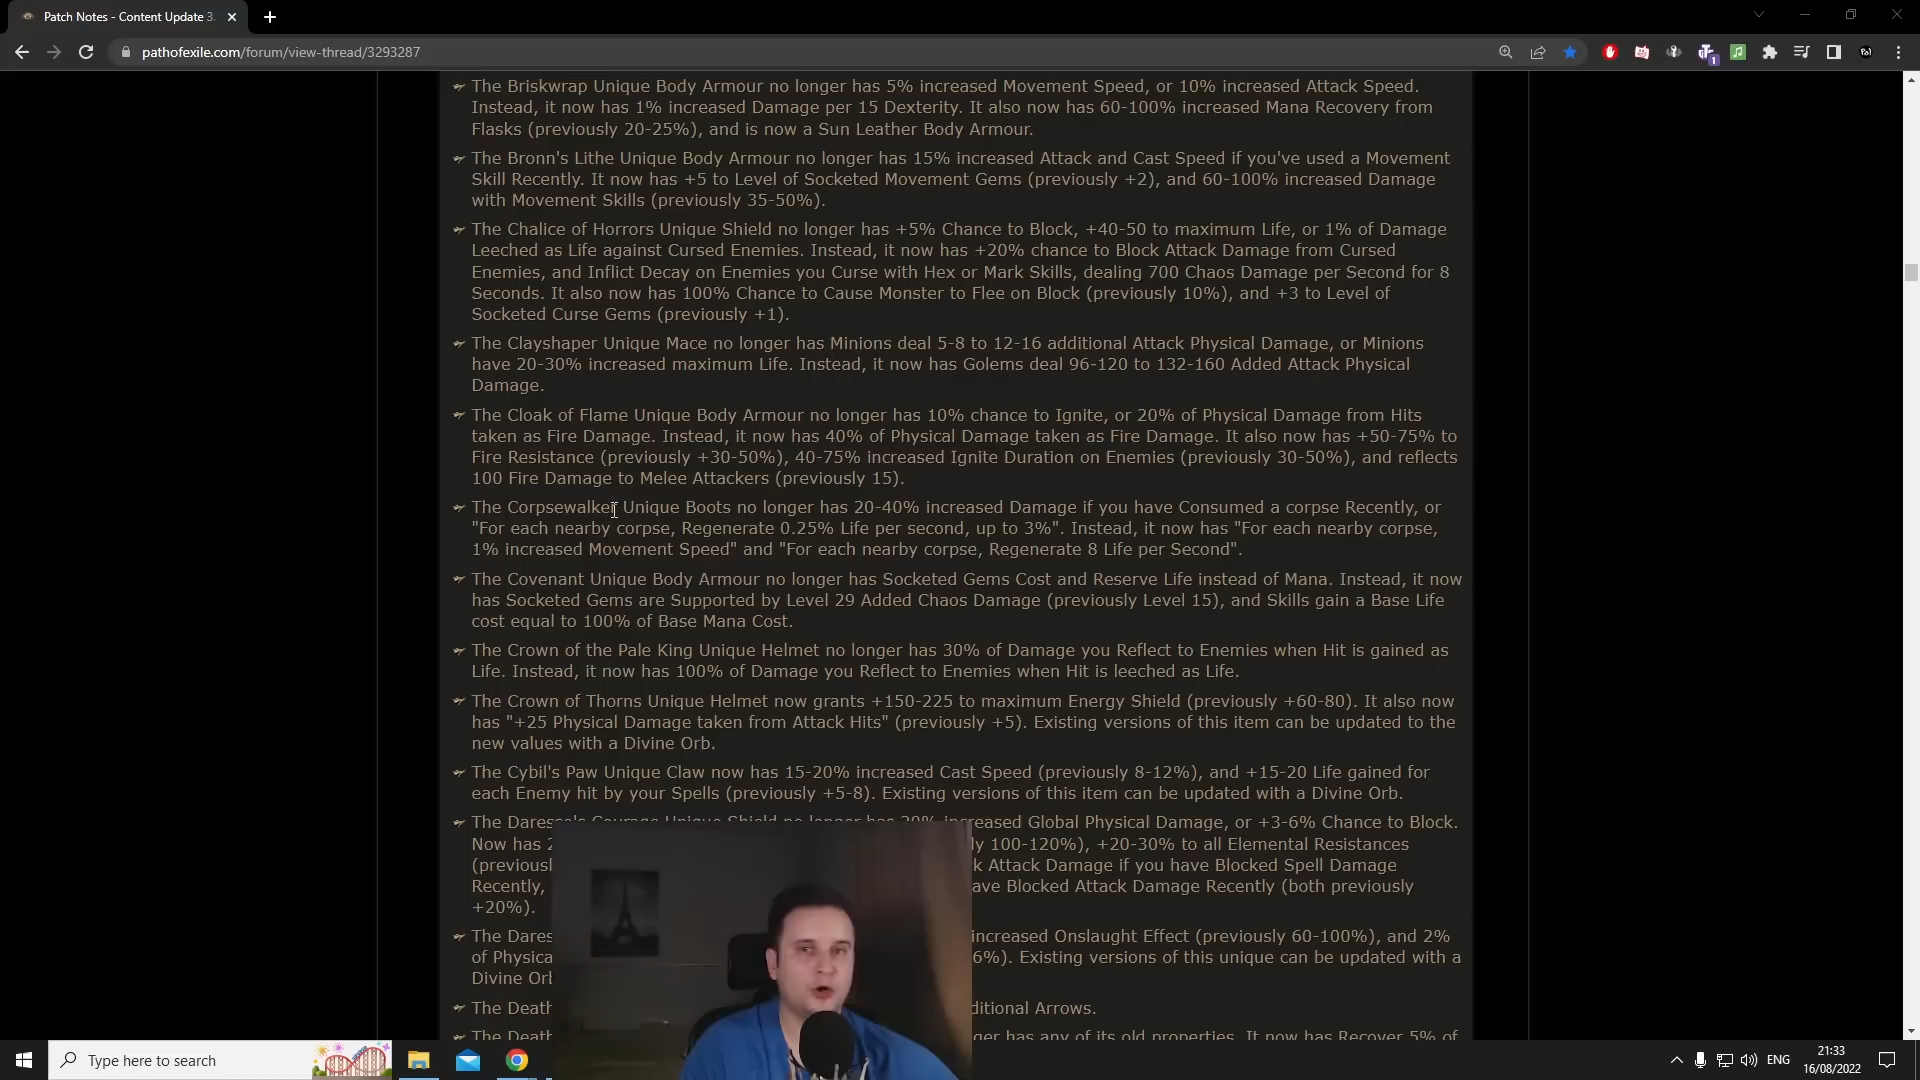 Patch Notes - Content Update 3.
pathofexile.com/forum/view-thread/3293287
The Briskwrap Unique Body Armour no longer has 5% increased Movement Speed, or 10% increased Attack Speed.
Instead, it now has 1% increased Damage per 15 Dexterity. It also now has 60-100% increased Mana Recovery from
Flasks (previously 20-25%), and is now a Sun Leather Body Armour.
The Bronn's Lithe Unique Body Armour no longer has 15% increased Attack and Cast Speed if you've used a Movement
Skill Recently. It now has +5 to Level of Socketed Movement Gems (previously +2), and 60-100% increased Damage
with Movement Skills (previously 35-50%).
The Chalice of Horrors Unique Shield no longer has +5% Chance to Block, +40-50 to maximum Life, or 1% of Damage
Leeched as Life against Cursed Enemies. Instead, it now has +20% chance to Block Attack Damage from Cursed
Enemies, and Inflict Decay on Enemies you Curse with Hex or Mark Skills, dealing 700 Chaos Damage per Second for 8
Seconds. It also now has 100% Chance to Cause Monster to Flee on Block (previously 10%), and +3 to Level of
Socketed Curse Gems (previously +1).
The Clayshaper Unique Mace no longer has Minions deal 5-8 to 12-16 additional Attack Physical Damage, or Minions
have 20-30% increased maximum Life. Instead, it now has Golems deal 96-120 to 132-160 Added Attack Physical
Damage.
The Cloak of Flame Unique Body Armour no longer has 10% chance to Ignite, or 20% of Physical Damage from Hits
taken as Fire Damage. Instead, it now has 40% of Physical Damage taken as Fire Damage. It also now has +50-75% to
Fire Resistance (previously +30-50%), 40-75% increased Ignite Duration on Enemies (previously 30-50%), and reflects
100 Fire Damage to Melee Attackers (previously 15).
The Corpsewalker Unique Boots no longer has 20-40% increased Damage if you have Consumed a corpse Recently, or
"For each nearby corpse, Regenerate 0.25% Life per second, up to 3%". Instead, it now has "For each nearby corpse,
1% increased Movement Speed" and "For each nearby corpse, Regenerate 8 Life per Second".
The Covenant Unique Body Armour no longer has Socketed Gems Cost and Reserve Life instead of Mana. Instead, it now
has Socketed Gems are Supported by Level 29 Added Chaos Damage (previously Level 15), and Skills gain a Base Life
cost equal to 100% of Base Mana Cost.
The Crown of the Pale King Unique Helmet no longer has 30% of Damage you Reflect to Enemies when Hit is gained as
Life. Instead, it now has 100% of Damage you Reflect to Enemies when Hit is leeched as Life.
The Crown of Thorns Unique Helmet now grants +150-225 to maximum Energy Shield (previously +60-80). It also now
has "+25 Physical Damage taken from Attack Hits" (previously +5). Existing versions of this item can be updated to the
new values with a Divine Orb.
The Cybil's Paw Unique Claw now has 15-20% increased Cast Speed (previously 8-12%), and +15-20 Life gained for
each Enemy hit by your Spells (previously +5-8). Existing versions of this item can be updated with a Divine Orb.
The Daresso's Courage Unique Shield no longer has 20% increased Global Physical Damage, or +3-6% Chance to Block.
Now has 100-120%), +20-30% to all Elemental Resistances
Attack Damage if you have Blocked Spell Damage
Recently, Blocked Attack Damage Recently (both previously
+20%).
The increased Onslaught Effect (previously 60-100%), and 2%
of 6%). Existing versions of this unique can be updated with a
Divine
The Arrows.
The has any of its old properties. It now has Recover 5% of
Type here to search
1
ENG
21:33
16/08/2022